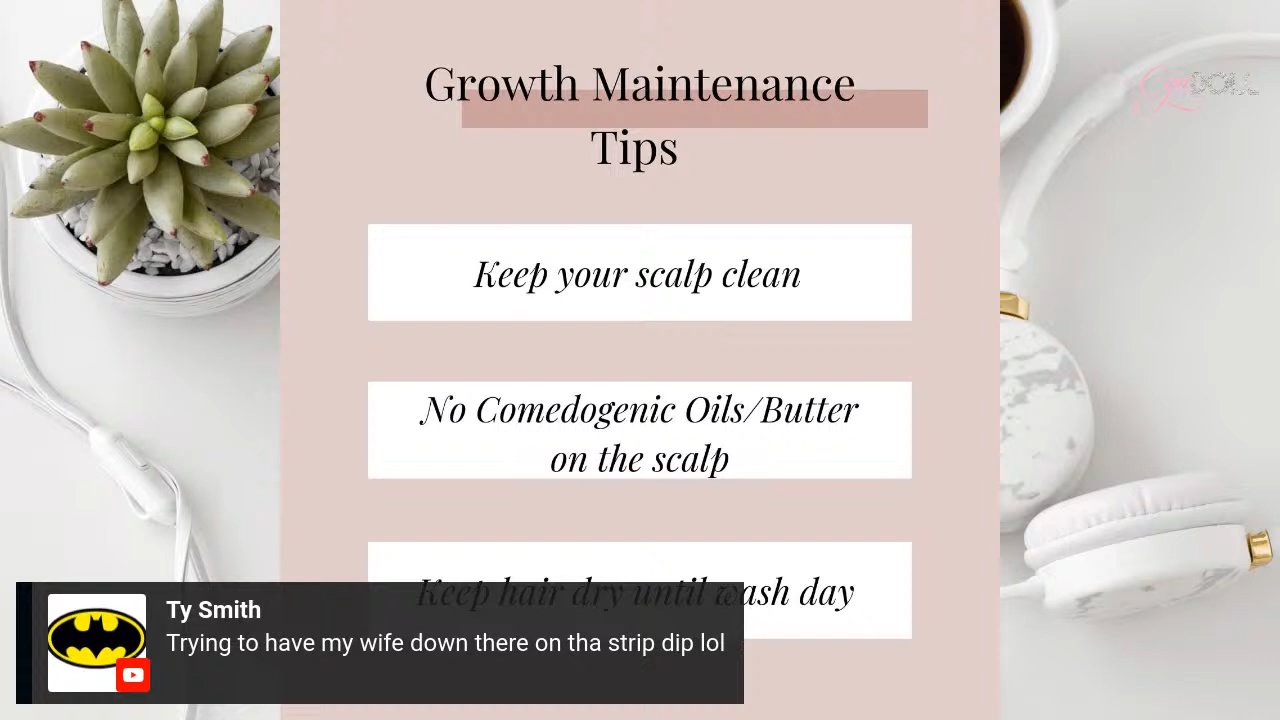 Growth Maintenance
Tips
Keep your scalp clean
No Comedogenic Oils/Butter
on the scalp
Keep hair dry until wash day
Ty Smith
Trying to have my wife down there on tha strip dip lol